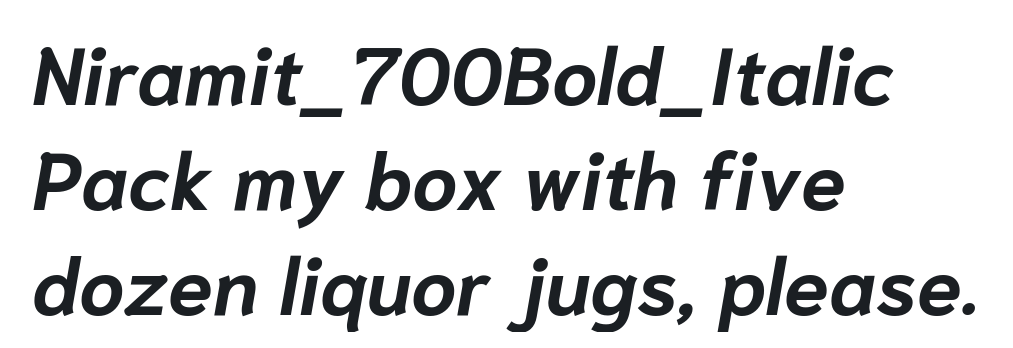 Niramit_700Bold_Italic
Pack my box with five
dozen liquor jugs, please.